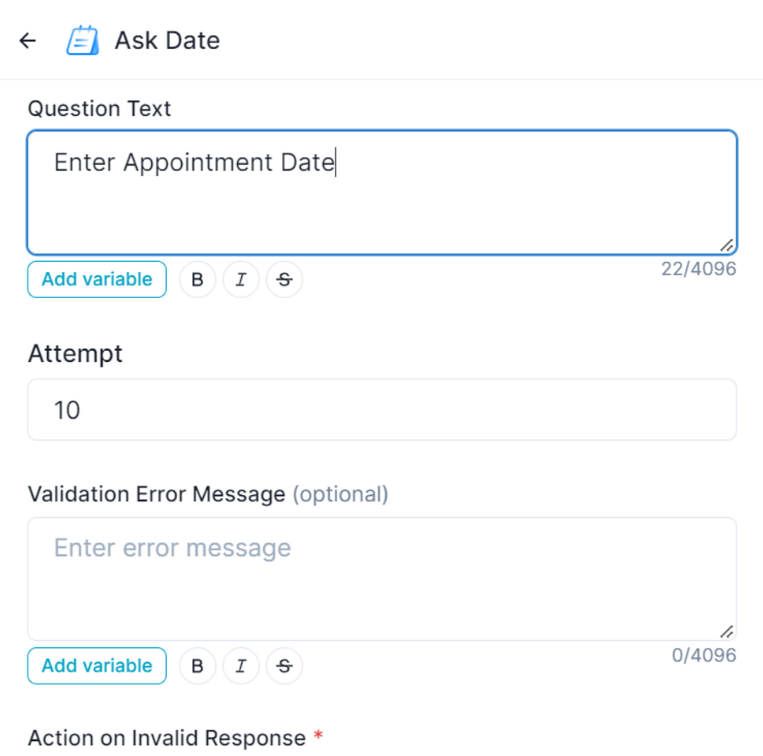 Ask Date
Question Text
Enter Appointment Date
Add variable B I S 22/4096
Attempt
10
Validation Error Message (optional)
Enter error message
Add variable B I S 0/4096
Action on Invalid Response *